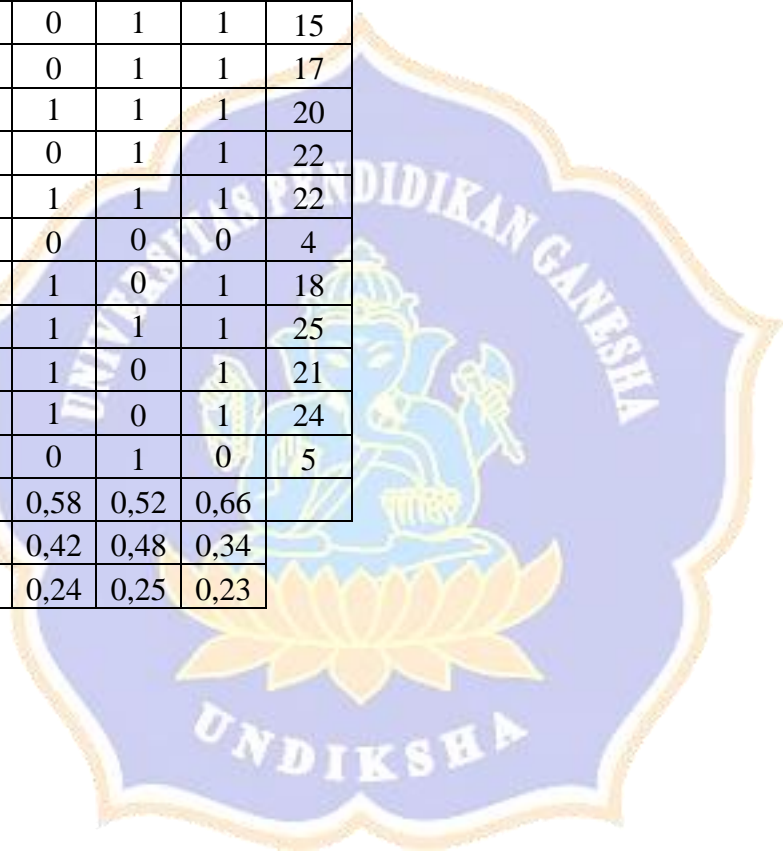 0 1 1 15
0 1 1 17
1 1 1 20
0 1 1 22
1 1 1 22
0 0 0 4
1 0 1 18
1 1 1 25
1 0 1 21
1 0 1 24
0 1 0 5
0,58 0,52 0,66
0,42 0,48 0,34
0,24 0,25 0,23
UNIVERSITAS PENDIDIKAN GANESHA
UNDIKSHA